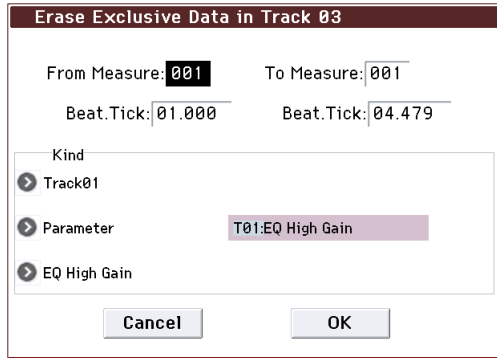 Erase Exclusive Data in Track 03
From Measure: 001 To Measure: 001
Beat.Tick: 01.000 Beat.Tick: 04.479
Kind
Track01
Parameter T01:EQ High Gain
EQ High Gain
Cancel OK